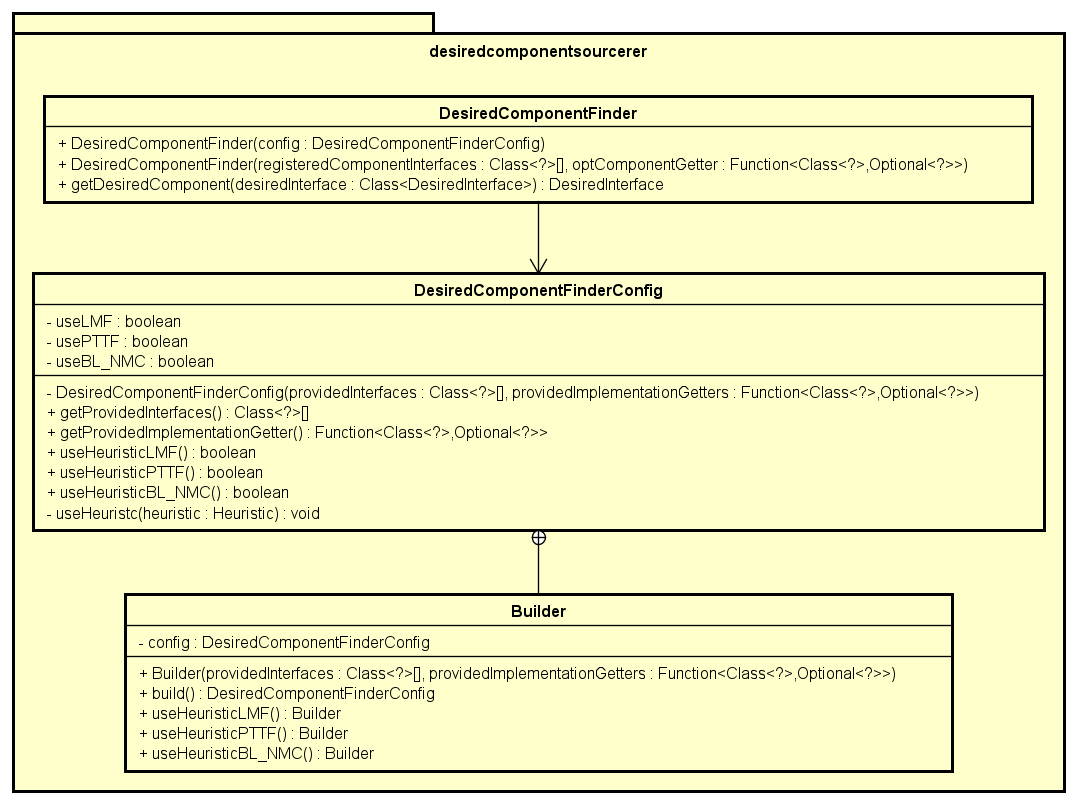 desiredcomponentsourcerer
DesiredComponentFinder
+ DesiredComponentFinder(config : DesiredComponentFinderConfig)
+ DesiredComponentFinder(registeredComponentInterfaces : Class<?>[], optComponentGetter : Function<Class<?>,Optional<?>>)
+ getDesiredComponent(desiredInterface : Class<DesiredInterface>) : DesiredInterface
DesiredComponentFinderConfig
- useLMF : boolean
- usePTTF : boolean
- useBL_NMC : boolean
- DesiredComponentFinderConfig(providedInterfaces : Class<?>[], providedImplementationGetters : Function<Class<?>,Optional<?>>)
+ getProvidedInterfaces() : Class<?>[]
+ getProvidedImplementationGetter() : Function<Class<?>,Optional<?>>
+ useHeuristicLMF() : boolean
+ useHeuristicPTTF() : boolean
+ useHeuristicBL_NMC() : boolean
- useHeuristc(heuristic : Heuristic) : void
Builder
- config : DesiredComponentFinderConfig
+ Builder(providedInterfaces : Class<?>[], providedImplementationGetters : Function<Class<?>,Optional<?>>)
+ build() : DesiredComponentFinderConfig
+ useHeuristicLMF() : Builder
+ useHeuristicPTTF() : Builder
+ useHeuristicBL_NMC() : Builder